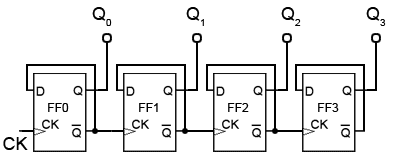 Q0 Q1 Q2 Q3
D Q D Q D Q D Q
FF0 FF1 FF2 FF3
CK CK CK CK
CK Q̅ Q̅ Q̅ Q̅